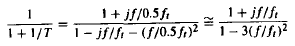 1/(1 + 1/T) = (1 + jf/0.5f_t)/(1 − jf/f_t − (f/0.5f_t)²) ≅ (1 + jf/f_t)/(1 − 3(f/f_t)²)